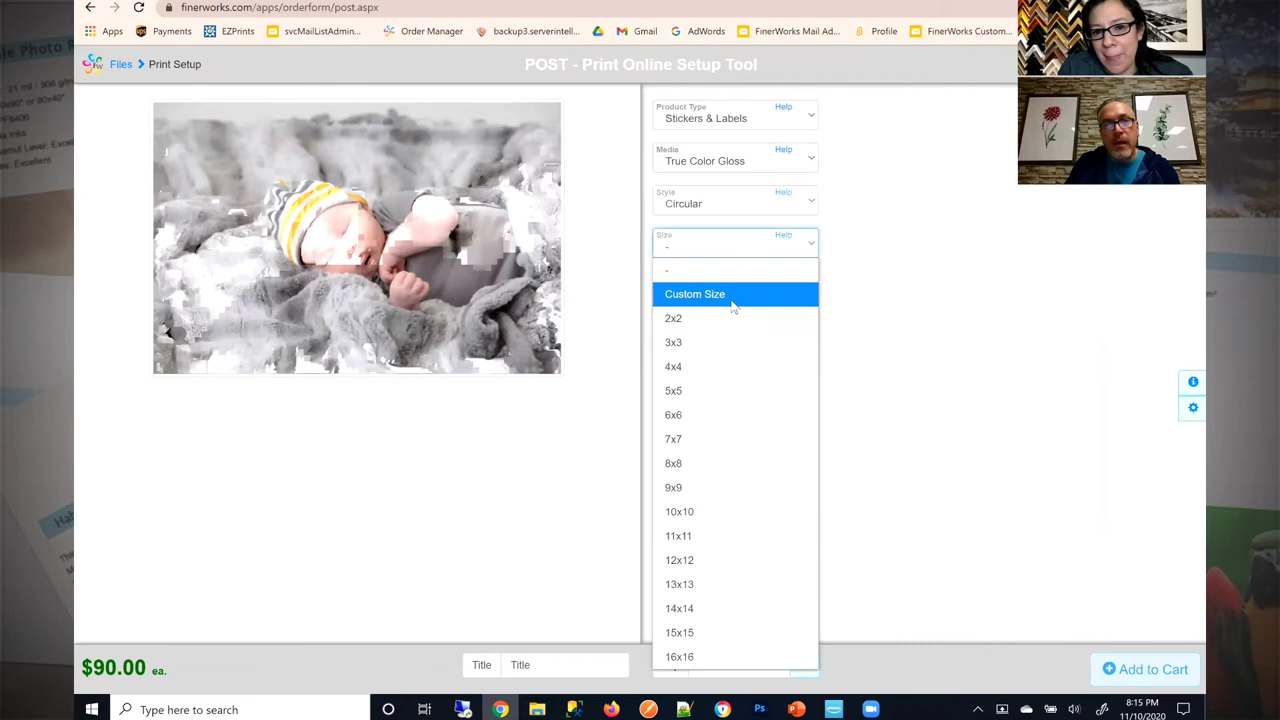 finerworks.com/apps/orderform/post.aspx
Apps Payments EZPrints svcMailListAdmin... Order Manager backup3.serverintell... Gmail AdWords FinerWorks Mail Ad... Profile FinerWorks Custom...
Files Print Setup
POST - Print Online Setup Tool
Product Type Help
Stickers & Labels
Media Help
True Color Gloss
Style Help
Circular
Size Help
-
-
Custom Size
2x2
3x3
4x4
5x5
6x6
7x7
8x8
9x9
10x10
11x11
12x12
13x13
14x14
15x15
16x16
$90.00 ea.
Title Title
Add to Cart
Type here to search
8:15 PM
11/10/2020